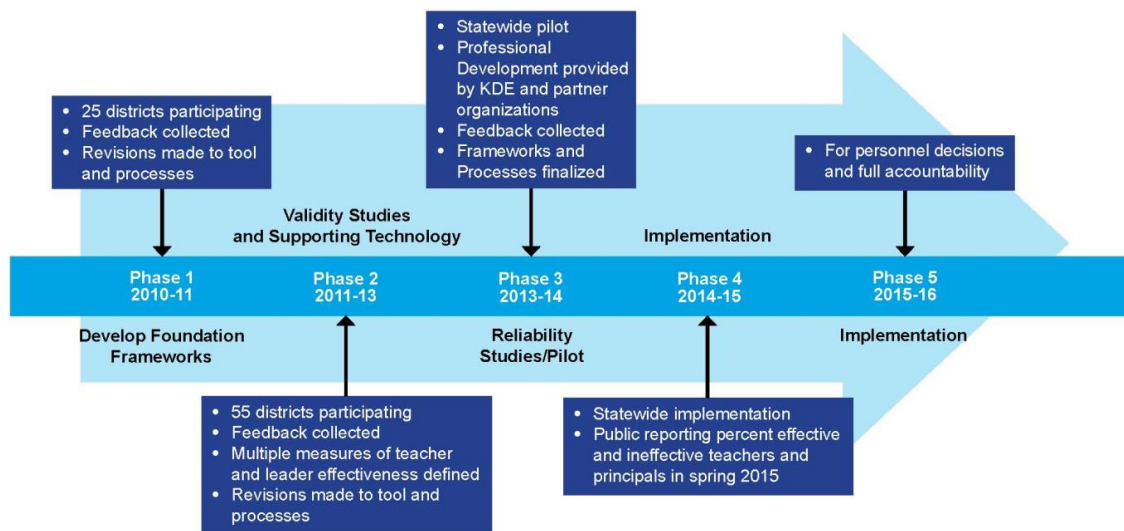 • Statewide pilot
• Professional
Development provided
by KDE and partner
organizations
• Feedback collected
• Frameworks and
Processes finalized
• 25 districts participating
• Feedback collected
• Revisions made to tool
and processes
• For personnel decisions
and full accountability
Validity Studies
and Supporting Technology
Implementation
Phase 1
2010-11
Phase 2
2011-13
Phase 3
2013-14
Phase 4
2014-15
Phase 5
2015-16
Develop Foundation
Frameworks
Reliability
Studies/Pilot
Implementation
• 55 districts participating
• Feedback collected
• Multiple measures of teacher
and leader effectiveness defined
• Revisions made to tool and
processes
• Statewide implementation
• Public reporting percent effective
and ineffective teachers and
principals in spring 2015